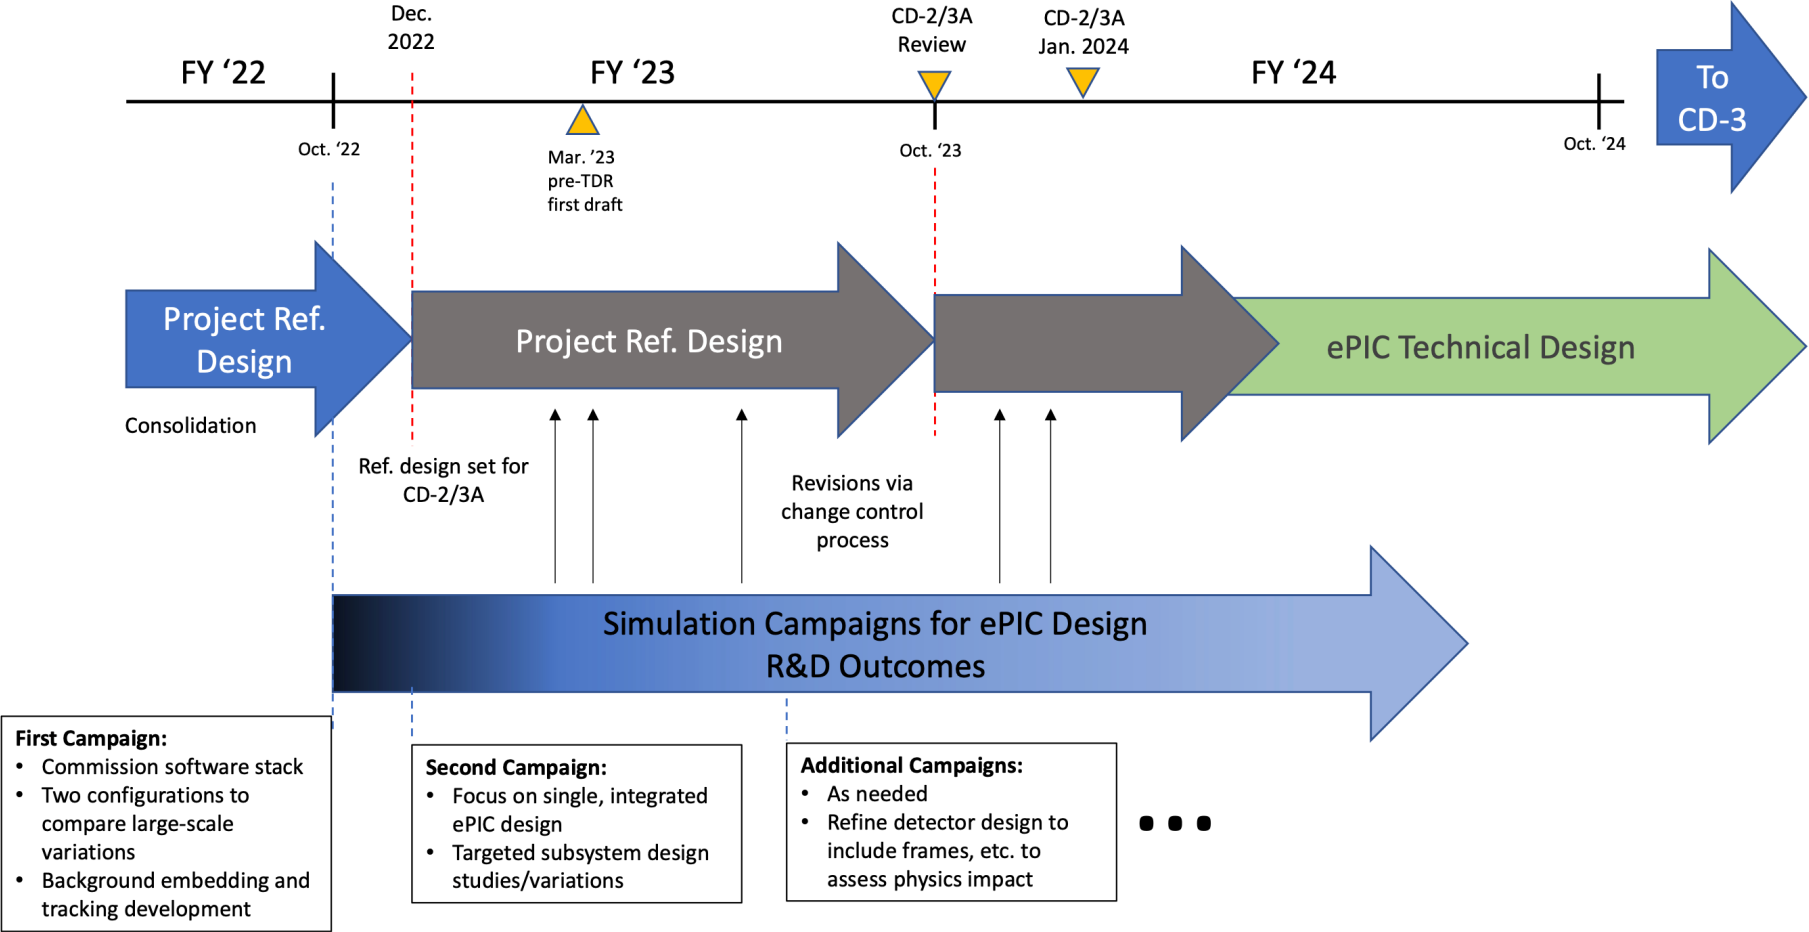 Dec.
2022
CD-2/3A
Review
CD-2/3A
Jan. 2024
FY ‘22
FY ‘23
FY ‘24
To
CD-3
Oct. ‘22
Mar. ’23
pre-TDR
first draft
Oct. ‘23
Oct. ‘24
Project Ref.
Design
Project Ref. Design
ePIC Technical Design
Consolidation
Ref. design set for
CD-2/3A
Revisions via
change control
process
Simulation Campaigns for ePIC Design
R&D Outcomes
First Campaign:
• Commission software stack
• Two configurations to
compare large-scale
variations
• Background embedding and
tracking development
Second Campaign:
• Focus on single, integrated
ePIC design
• Targeted subsystem design
studies/variations
Additional Campaigns:
• As needed
• Refine detector design to
include frames, etc. to
assess physics impact
...